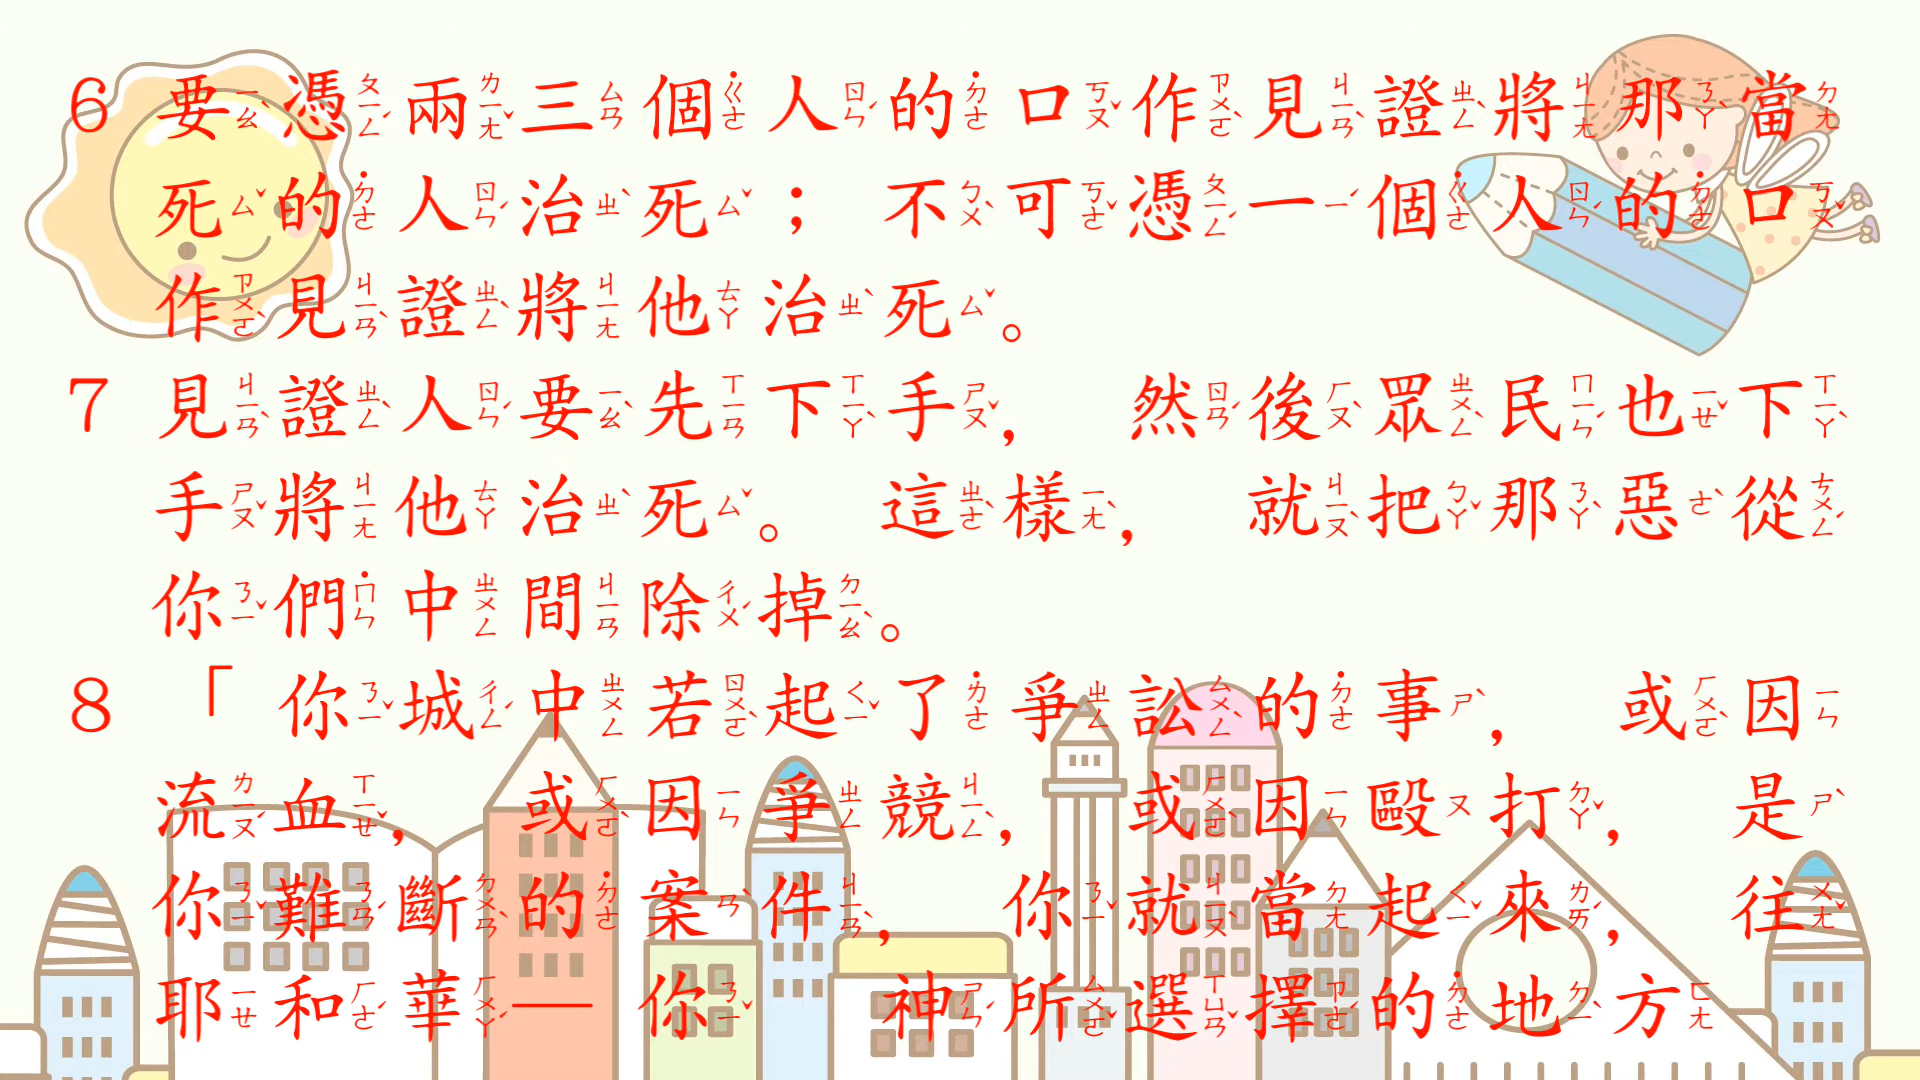 6 要憑兩三個人的口作見證將那當
死的人治死；不可憑一個人的口
作見證將他治死。
7 見證人要先下手，然後眾民也下
手將他治死。這樣，就把那惡從
你們中間除掉。
8 「你城中若起了爭訟的事，或因
流血，或因爭競，或因毆打，是
你難斷的案件，你就當起來，往
耶和華—你 神所選擇的地方